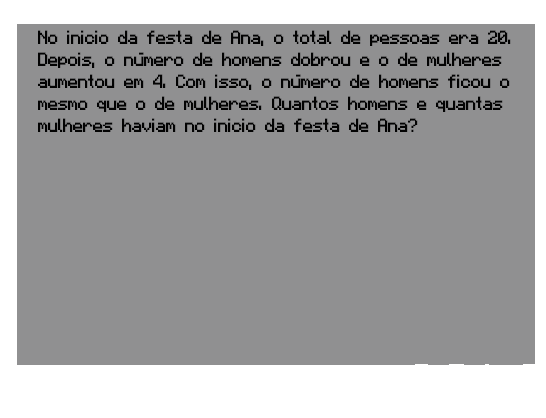 No inicio da festa de Ana, o total de pessoas era 20.
Depois, o número de homens dobrou e o de mulheres
aumentou em 4. Com isso, o número de homens ficou o
mesmo que o de mulheres. Quantos homens e quantas
mulheres haviam no inicio da festa de Ana?